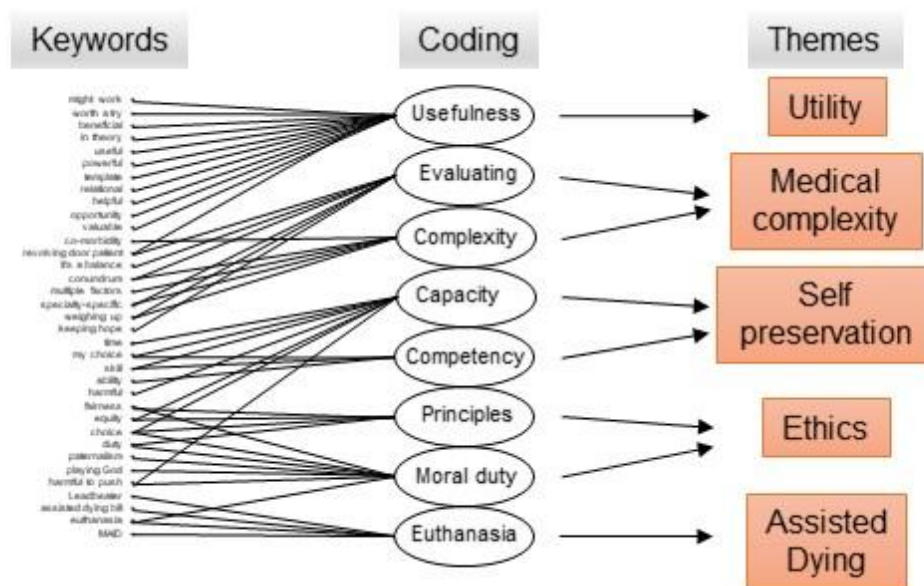 Keywords
Coding
Themes
might work
worth a try
beneficial
in theory
useful
powerful
template
relational
helpful
opportunity
valuable
co-morbidity
revolving door patient
it's a balance
conundrum
multiple factors
specialty-specific
weighing up
keeping hope
time
my choice
skill
ability
harmful
fairness
equity
choice
duty
paternalism
playing God
harmful to push
Leadbeater
assisted dying bill
euthanasia
MAID
Usefulness
Evaluating
Complexity
Capacity
Competency
Principles
Moral duty
Euthanasia
Utility
Medical
complexity
Self
preservation
Ethics
Assisted
Dying